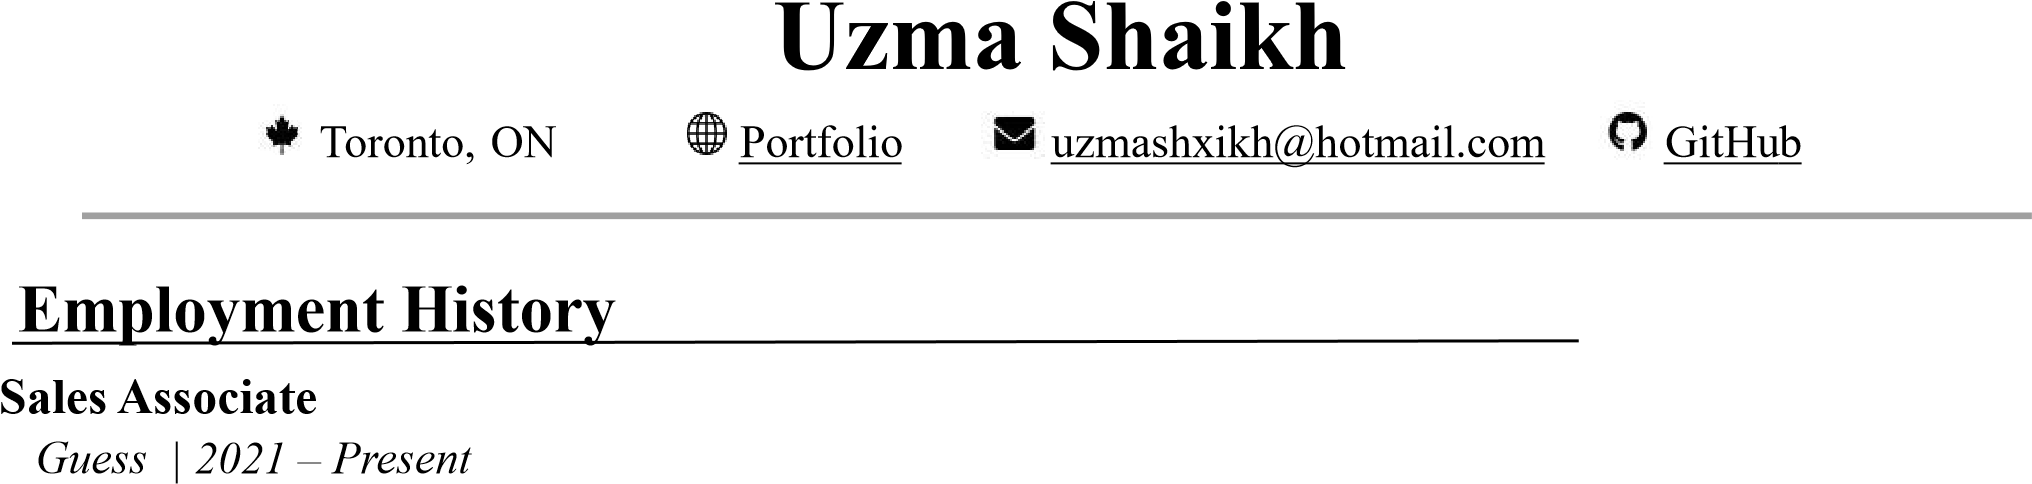 Uzma Shaikh
Toronto, ON Portfolio uzmashxikh@hotmail.com GitHub
Employment History
Sales Associate
Guess | 2021 – Present